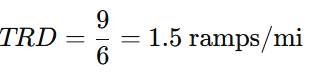 TRD = 9/6 = 1.5 ramps/mi